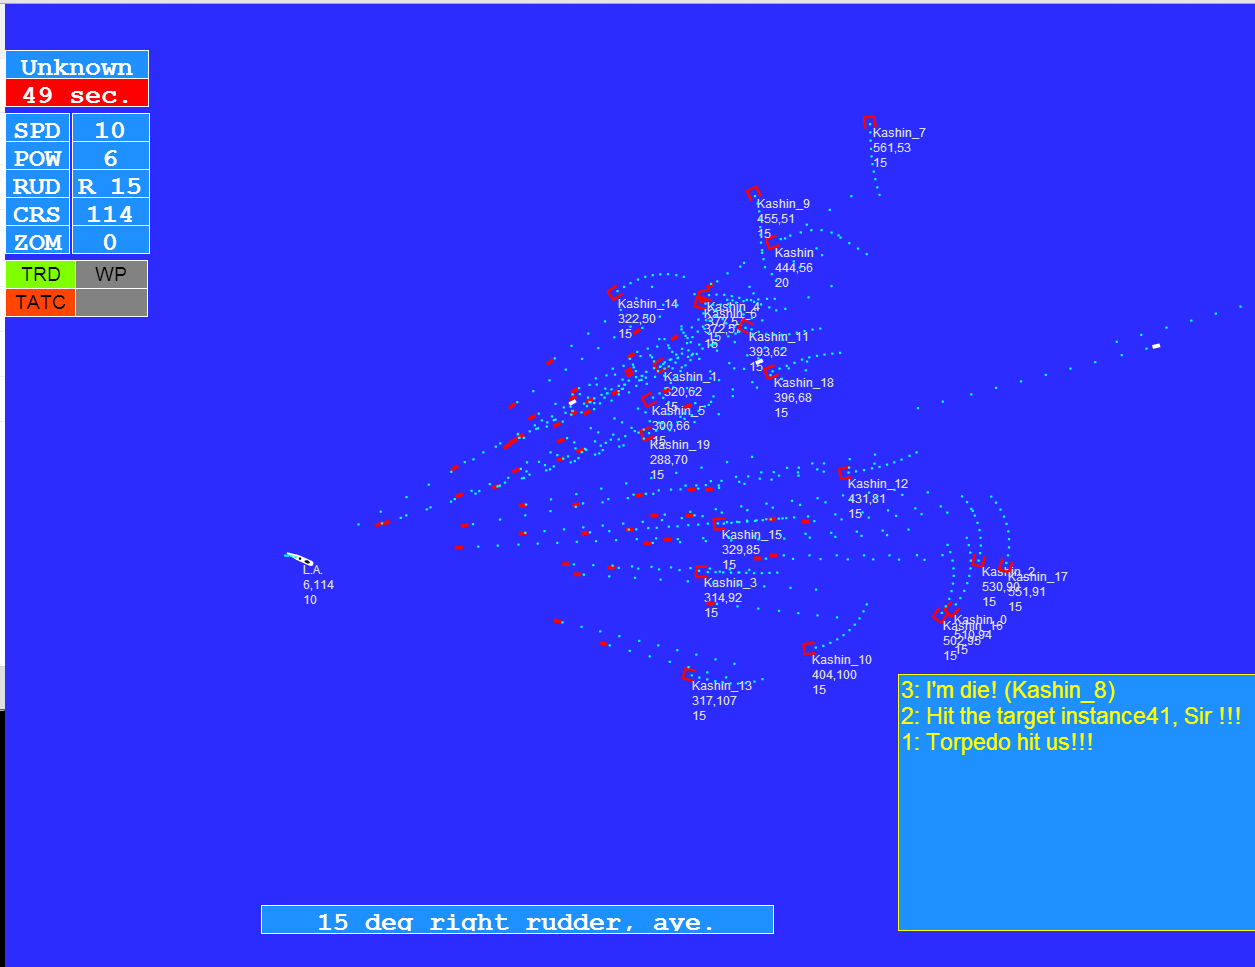 Unknown
49 sec.
SPD 10
POW 6
RUD R 15
CRS 114
ZOM 0
TRD WP
TATC
Kashin_7
561,53
15
Kashin_9
455,51
15
Kashin
444,56
20
Kashin_14
322,50
15
Kashin_4
Kashin_6
15
Kashin_11
393,62
15
Kashin_1
320,62
15
Kashin_18
396,68
15
Kashin_5
300,66
15
Kashin_19
288,70
15
Kashin_12
431,81
15
Kashin_15
329,85
15
Kashin_3
314,92
15
L.A.
6,114
10
Kashin_2
530,90
15
Kashin_17
551,91
15
Kashin_0
510,94
15
Kashin_16
502,95
15
Kashin_10
404,100
15
Kashin_13
317,107
15
3: I'm die! (Kashin_8)
2: Hit the target instance41, Sir !!!
1: Torpedo hit us!!!
15 deg right rudder, aye.